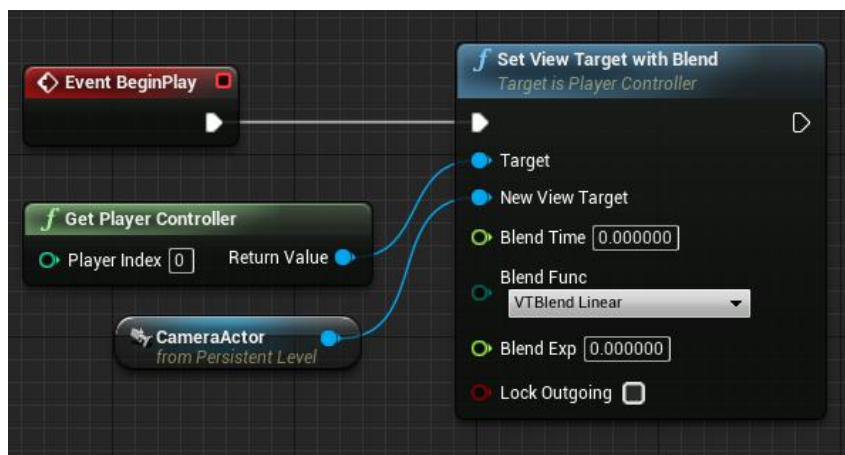 Event BeginPlay
f Set View Target with Blend
Target is Player Controller
Target
New View Target
f Get Player Controller
Player Index 0 Return Value
Blend Time 0.000000
Blend Func
VTBlend Linear
CameraActor
from Persistent Level
Blend Exp 0.000000
Lock Outgoing